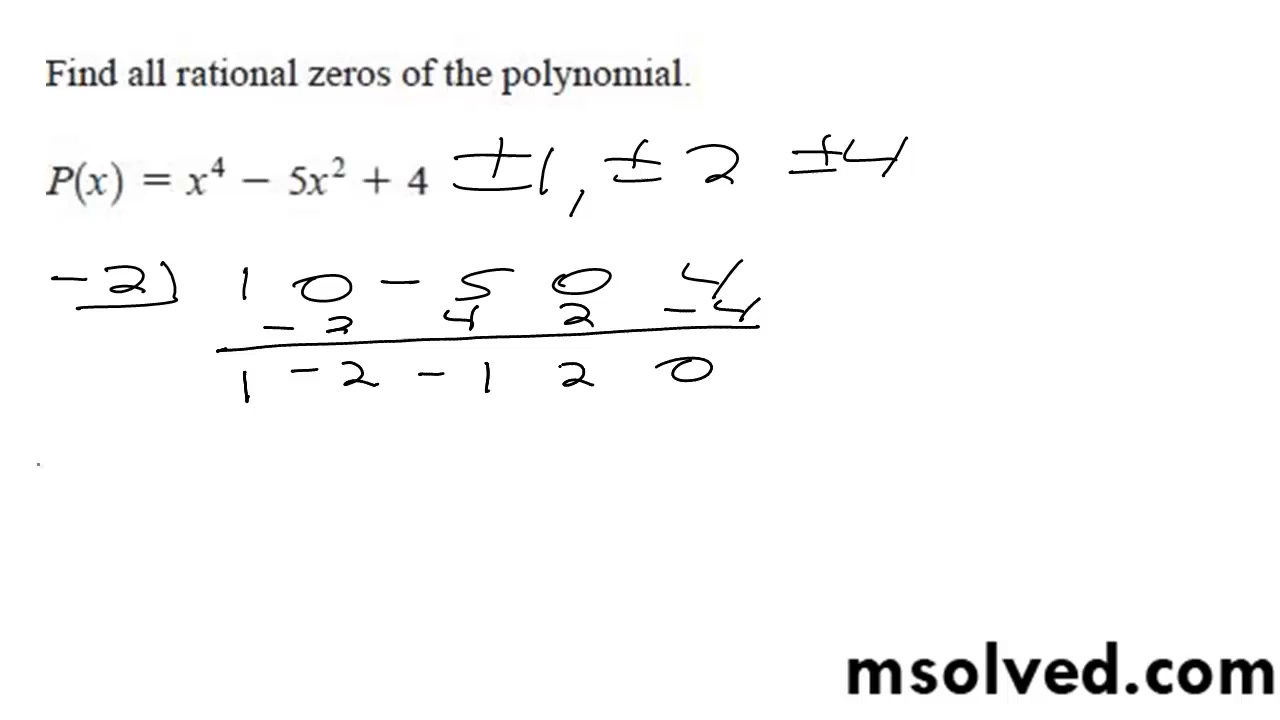 Find all rational zeros of the polynomial.
P(x) = x⁴ − 5x² + 4 ±1, ±2 ±4
-2) 1 0 -5 0 4
-2 4 2 -4
1 -2 -1 2 0
msolved.com